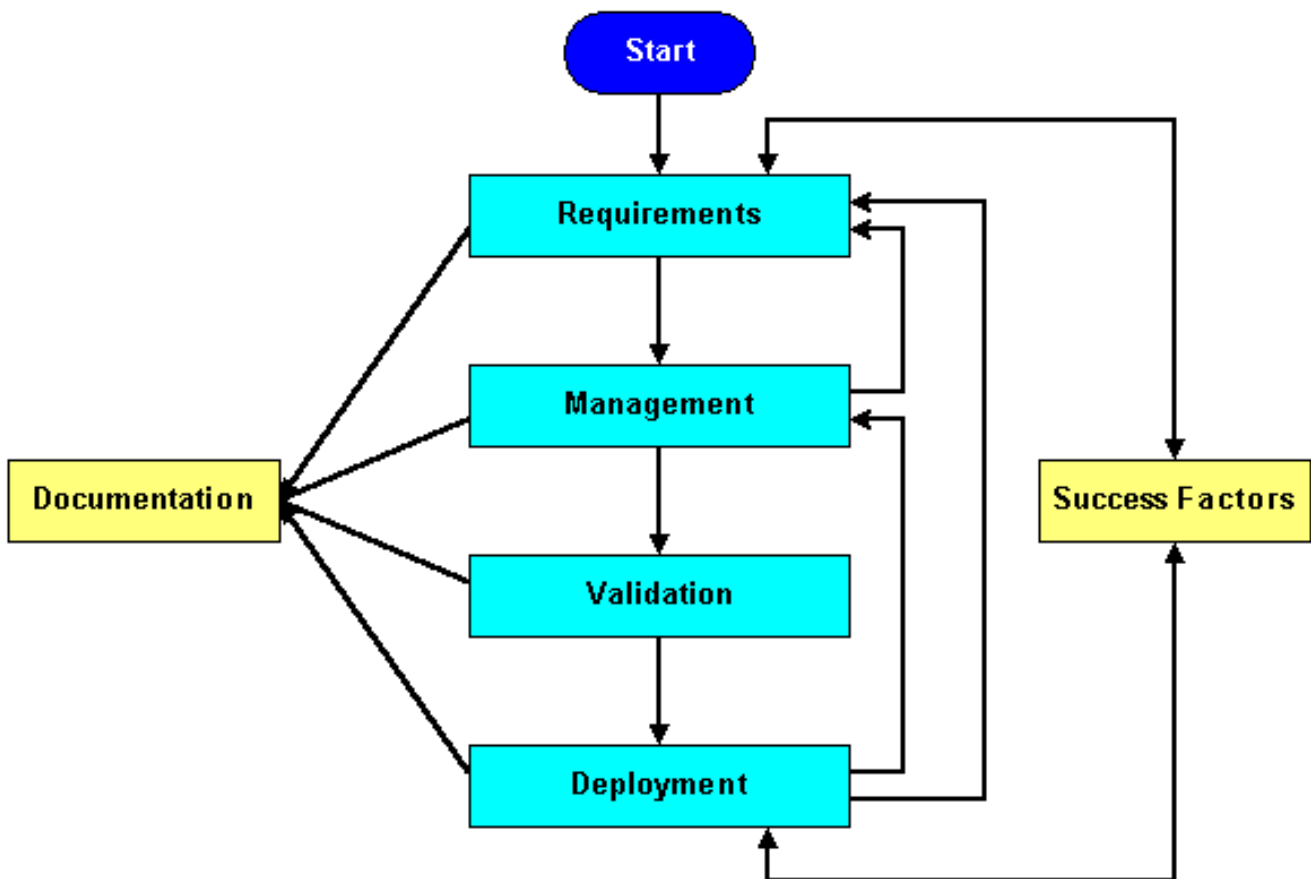 Start
Requirements
Management
Documentation
Success Factors
Validation
Deployment